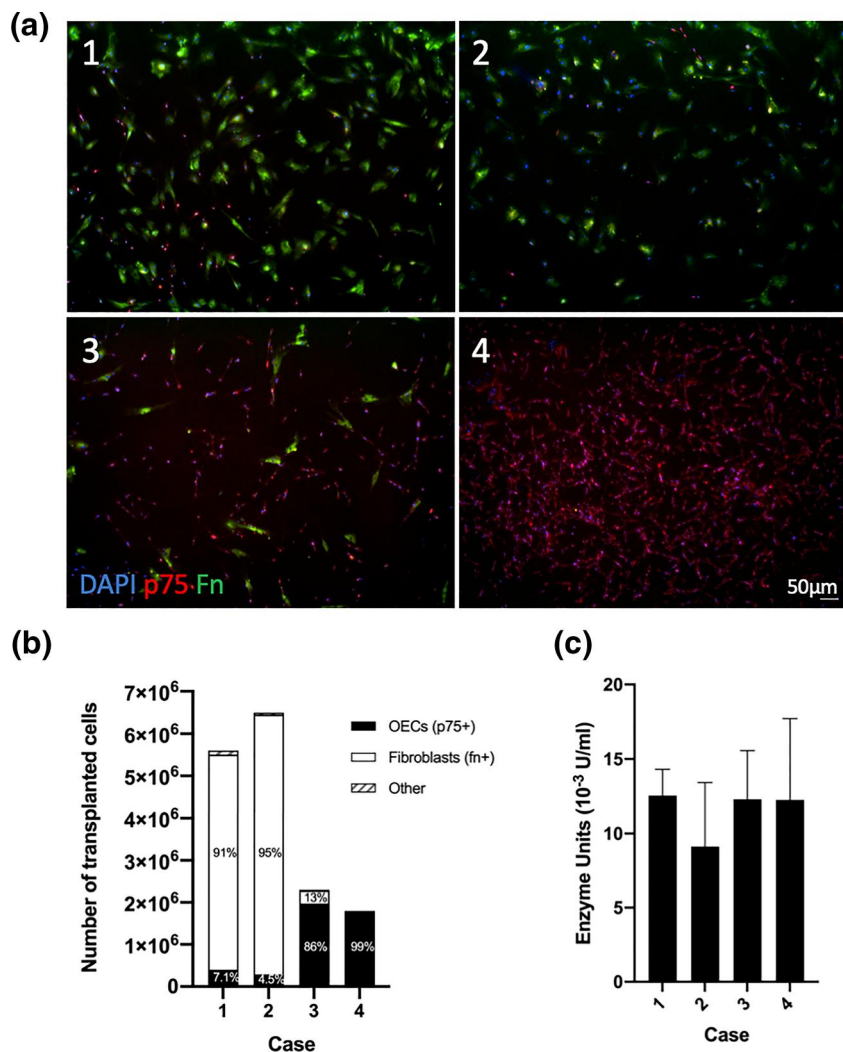 (a)
1
2
3
4
DAPI p75·Fn
50µm
(b)
Number of transplanted cells
7×10⁶
6×10⁶
5×10⁶
4×10⁶
3×10⁶
2×10⁶
1×10⁶
0
91%
7.1%
95%
4.5%
13%
86%
99%
1 2 3 4
Case
OECs (p75+)
Fibroblasts (fn+)
Other
(c)
Enzyme Units (10⁻³ U/ml)
20
15
10
5
0
1 2 3 4
Case